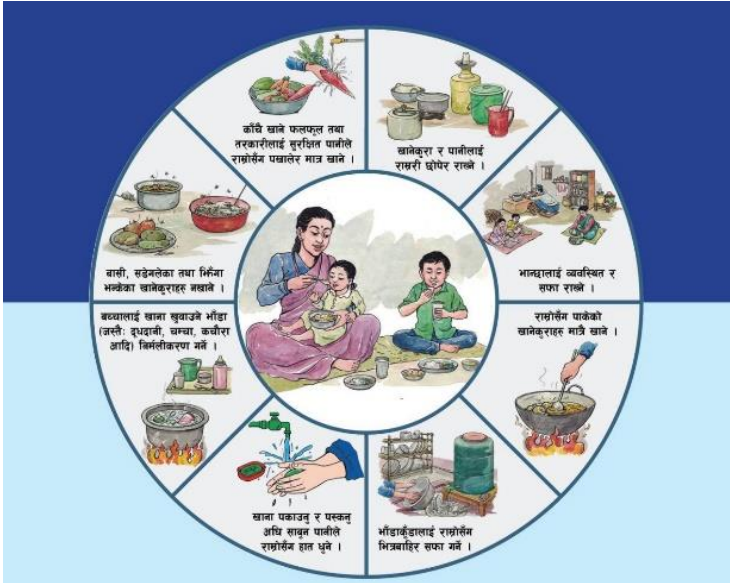 काँचै खाने फलफूल तथा
तरकारीलाई सुरक्षित पानीले
राम्रोसँग पखालेर मात्र खाने ।
खानेकुरा र पानीलाई
राम्ररी छोपेर राख्ने ।
भान्छालाई व्यवस्थित र
सफा राख्ने ।
राम्रोसँग पाकेको
खानेकुराहरु मात्रै खाने ।
भाँडाकुँडालाई राम्रोसँग
भित्रबाहिर सफा गर्ने ।
खाना पकाउनु र पस्कनु
अघि साबुन पानीले
राम्रोसँग हात धुने ।
बच्चालाई खाना खुवाउने भाँडा
(जस्तैः दुधदानी, चम्चा, कचौरा
आदि) निर्मलीकरण गर्ने ।
बासी, सडेगलेका तथा झिँगा
भन्केका खानेकुराहरु नखाने ।